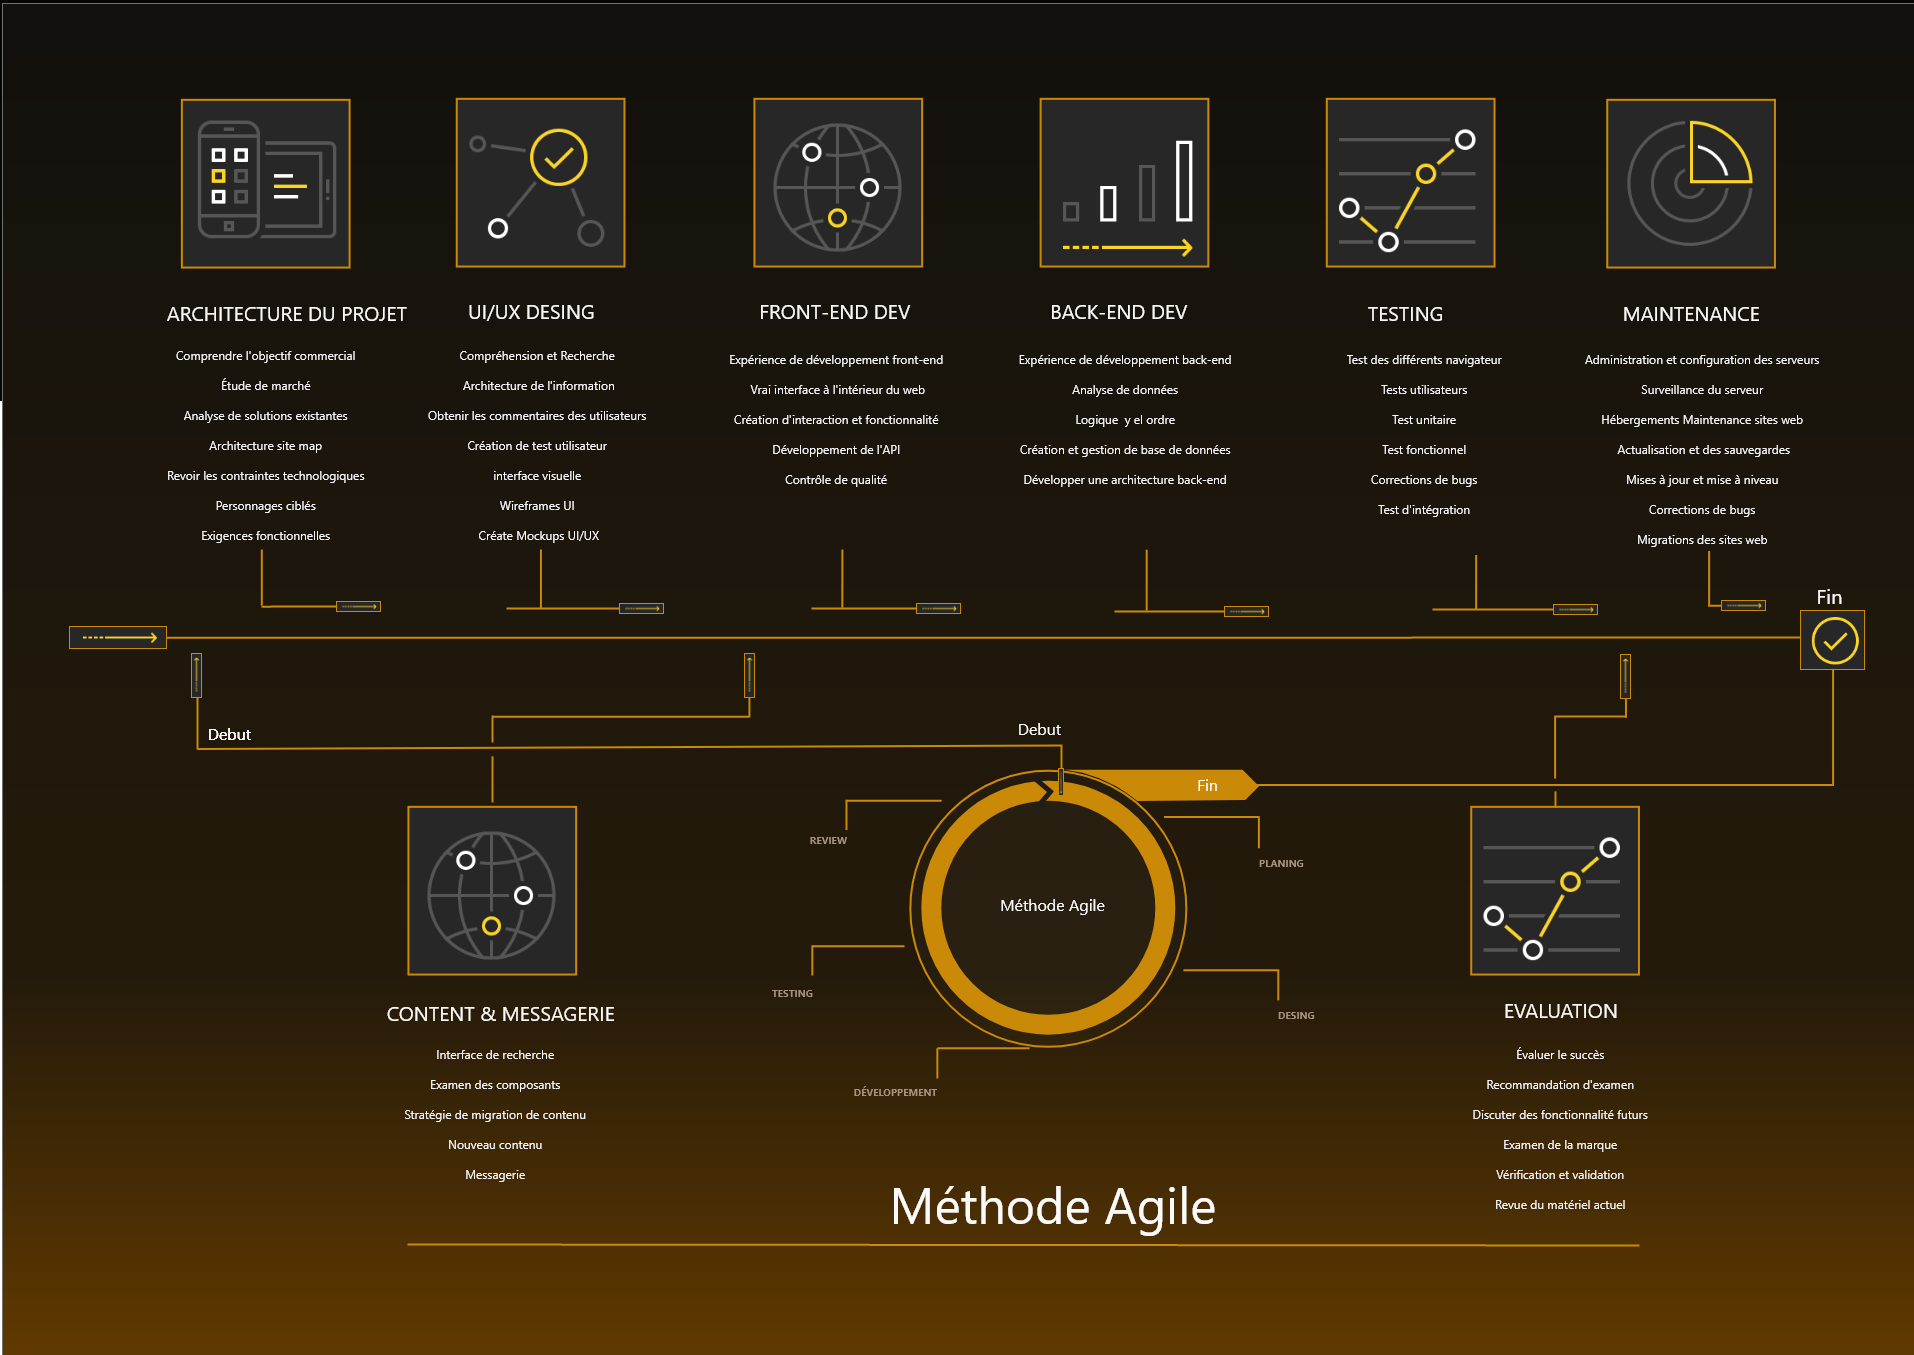 ARCHITECTURE DU PROJET
Comprendre l'objectif commercial
Étude de marché
Analyse de solutions existantes
Architecture site map
Revoir les contraintes technologiques
Personnages ciblés
Exigences fonctionnelles
UI/UX DESING
Compréhension et Recherche
Architecture de l'information
Obtenir les commentaires des utilisateurs
Création de test utilisateur
interface visuelle
Wireframes UI
Créate Mockups UI/UX
FRONT-END DEV
Expérience de développement front-end
Vrai interface à l'intérieur du web
Création d'interaction et fonctionnalité
Développement de l'API
Contrôle de qualité
BACK-END DEV
Expérience de développement back-end
Analyse de données
Logique  y el ordre
Création et gestion de base de données
Développer une architecture back-end
TESTING
Test des différents navigateur
Tests utilisateurs
Test unitaire
Test fonctionnel
Corrections de bugs
Test d'intégration
MAINTENANCE
Administration et configuration des serveurs
Surveillance du serveur
Hébergements Maintenance sites web
Actualisation et des sauvegardes
Mises à jour et mise à niveau
Corrections de bugs
Migrations des sites web
Fin
Debut
Debut
Fin
REVIEW
PLANING
Méthode Agile
TESTING
DESING
DÉVELOPPEMENT
CONTENT & MESSAGERIE
Interface de recherche
Examen des composants
Stratégie de migration de contenu
Nouveau contenu
Messagerie
EVALUATION
Évaluer le succès
Recommandation d'examen
Discuter des fonctionnalité futurs
Examen de la marque
Vérification et validation
Revue du matériel actuel
Méthode Agile